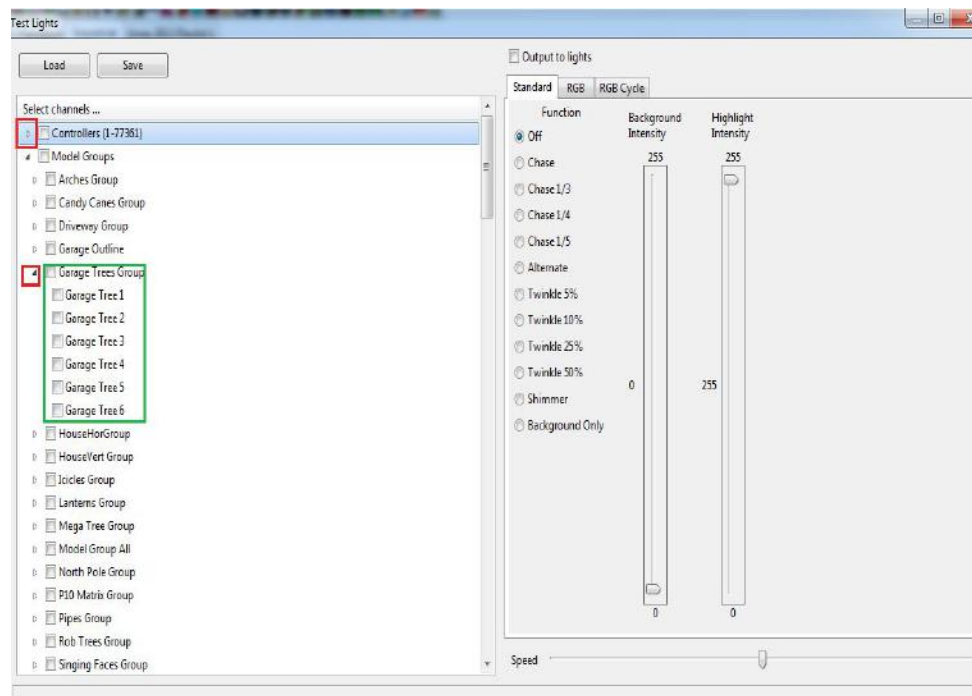 Test Lights
Load
Save
Select channels ...
Controllers (1-77361)
Model Groups
Arches Group
Candy Canes Group
Driveway Group
Garage Outline
Garage Trees Group
Garage Tree 1
Garage Tree 2
Garage Tree 3
Garage Tree 4
Garage Tree 5
Garage Tree 6
HouseHorGroup
HouseVert Group
Icicles Group
Lanterns Group
Mega Tree Group
Model Group All
North Pole Group
P10 Matrix Group
Pipes Group
Rob Trees Group
Singing Faces Group
Output to lights
Standard
RGB
RGB Cycle
Function
Off
Chase
Chase 1/3
Chase 1/4
Chase 1/5
Alternate
Twinkle 5%
Twinkle 10%
Twinkle 25%
Twinkle 50%
Shimmer
Background Only
Background
Intensity
255
0
0
Highlight
Intensity
255
255
0
Speed